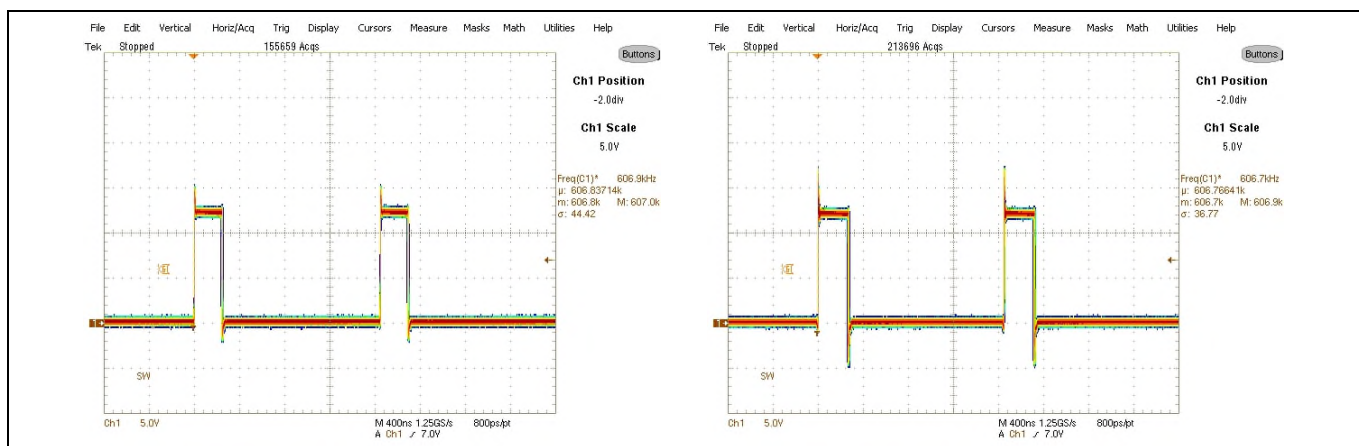 File Edit Vertical Horiz/Acq Trig Display Cursors Measure Masks Math Utilities Help
Tek Stopped 155659 Acqs
Buttons
Ch1 Position
-2.0div
Ch1 Scale
5.0V
Freq(C1)* 606.9kHz
µ: 606.83714k
m: 606.8k M: 607.0k
σ: 44.42
SW
Ch1 5.0V
M 400ns 1.25GS/s 800ps/pt
A Ch1 ∕ 7.0V
File Edit Vertical Horiz/Acq Trig Display Cursors Measure Masks Math Utilities Help
Tek Stopped 213696 Acqs
Buttons
Ch1 Position
-2.0div
Ch1 Scale
5.0V
Freq(C1)* 606.7kHz
µ: 606.76641k
m: 606.7k M: 606.9k
σ: 36.77
SW
Ch1 5.0V
M 400ns 1.25GS/s 800ps/pt
A Ch1 ∕ 7.0V